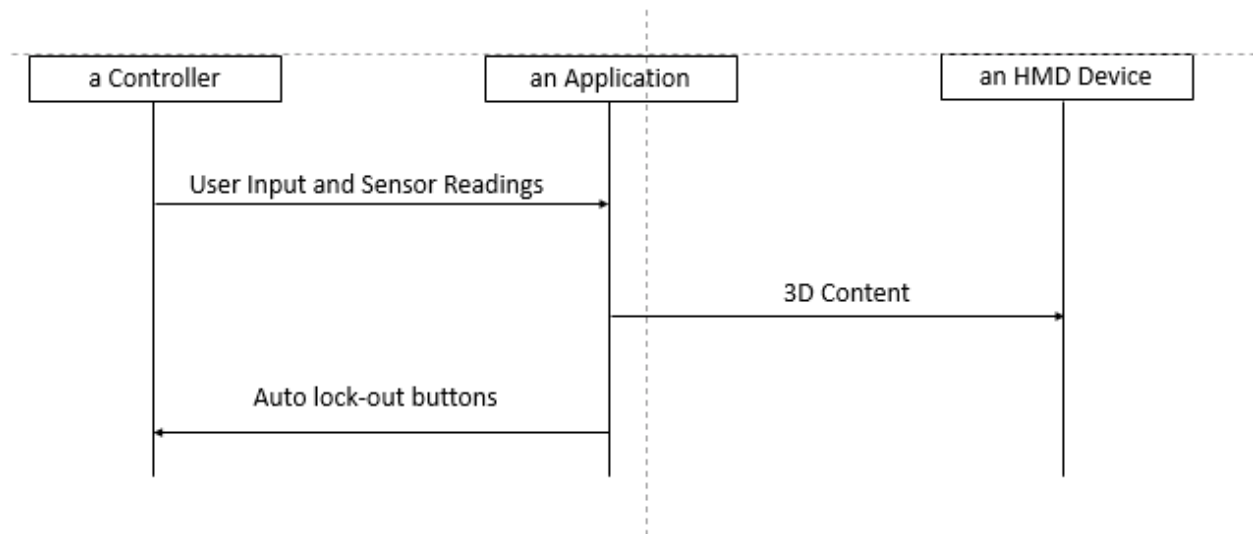 a Controller
an Application
an HMD Device
User Input and Sensor Readings
3D Content
Auto lock-out buttons